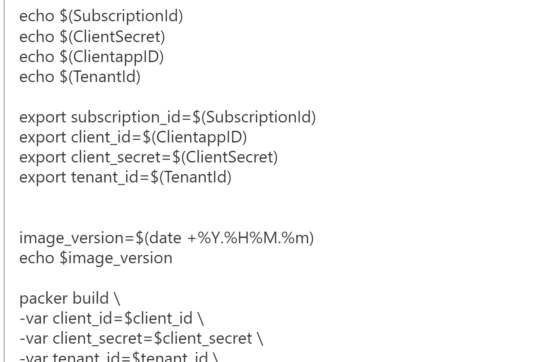 echo $(SubscriptionId)
echo $(ClientSecret)
echo $(ClientappID)
echo $(TenantId)
export subscription_id=$(SubscriptionId)
export client_id=$(ClientappID)
export client_secret=$(ClientSecret)
export tenant_id=$(TenantId)
image_version=$(date +%Y.%H%M.%m)
echo $image_version
packer build \
-var client_id=$client_id \
-var client_secret=$client_secret \
-var tenant_id=$tenant_id \